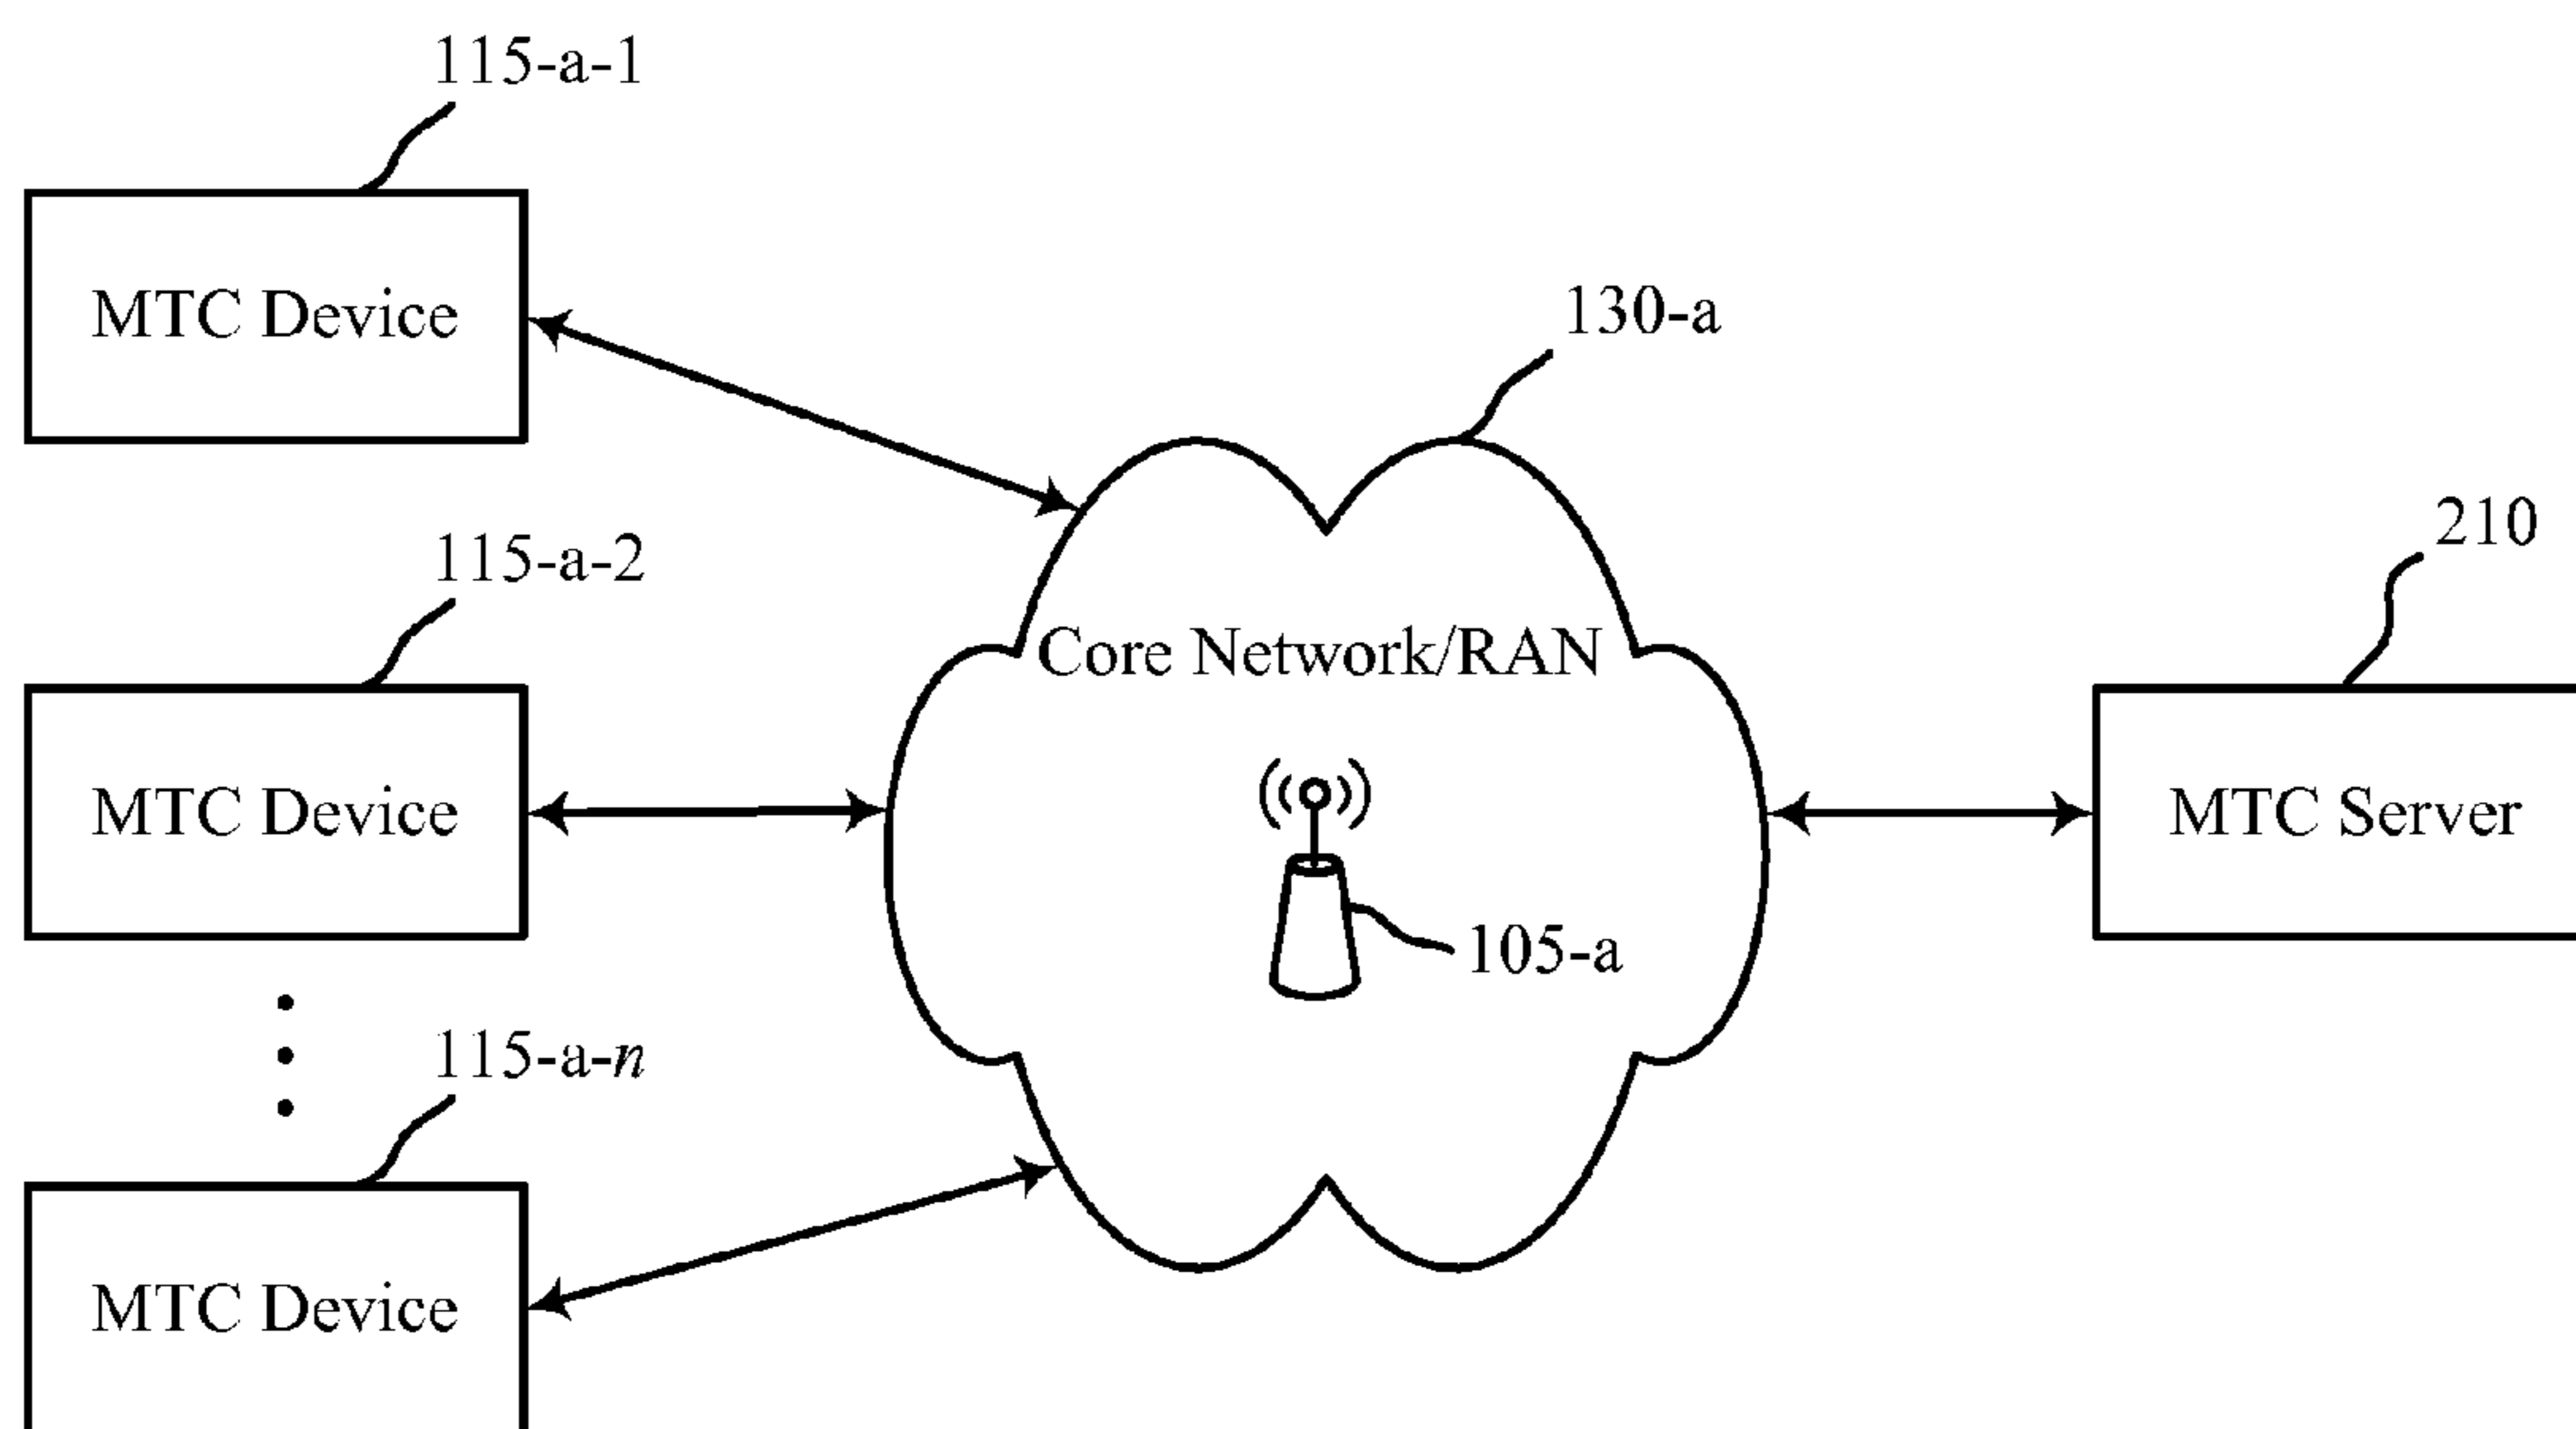 115-a-1
MTC Device
130-a
115-a-2
210
Core Network/RAN
MTC Device
MTC Server
105-a
115-a-n
MTC Device